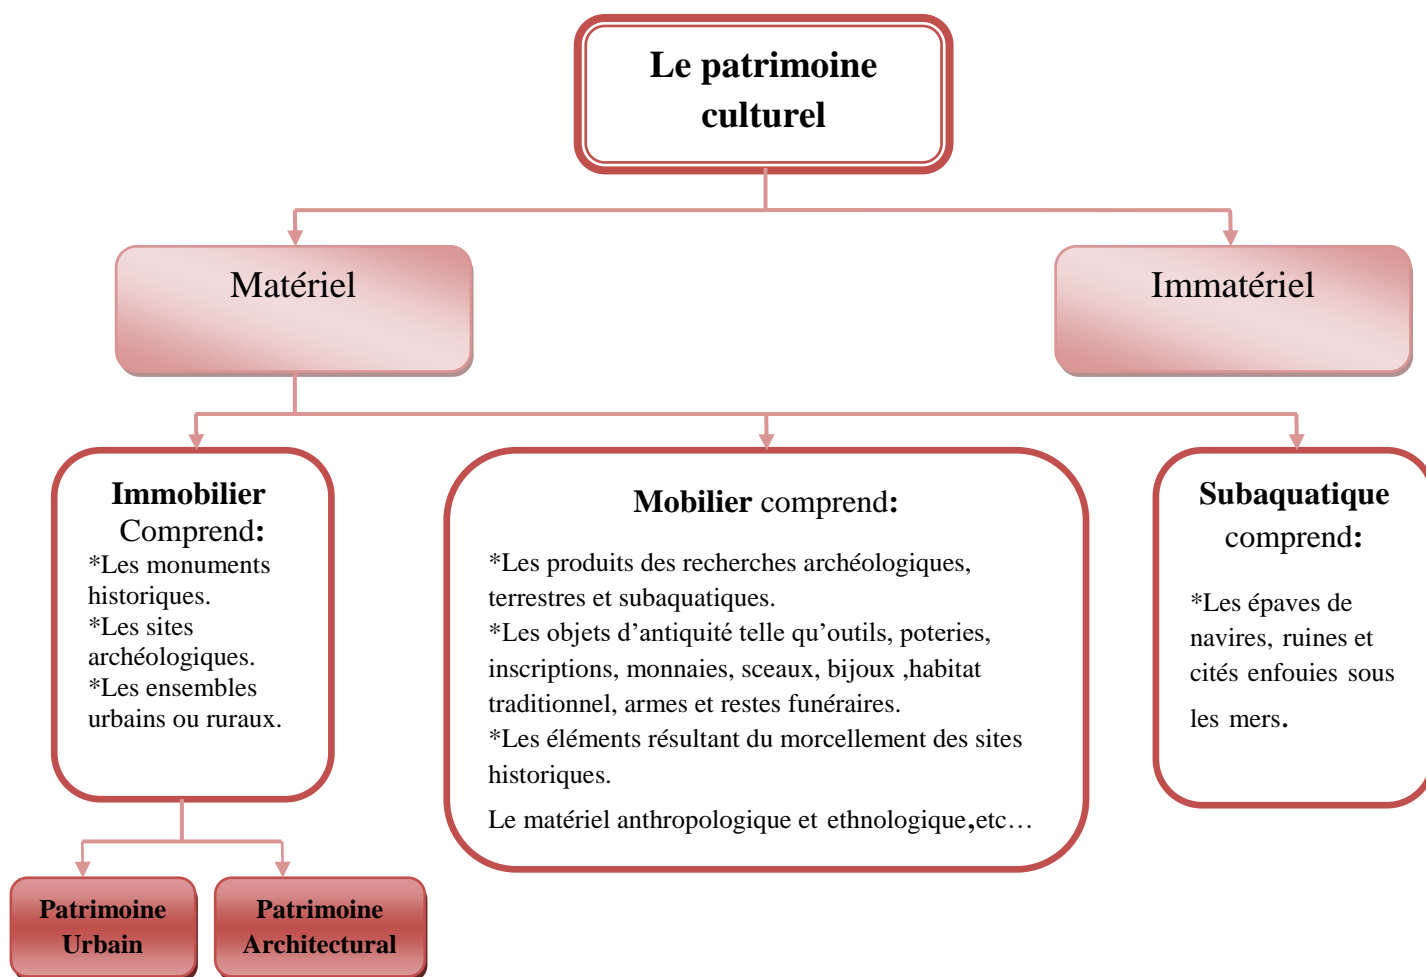 Le patrimoine
culturel
Matériel
Immatériel
Immobilier
Comprend:
*Les monuments
historiques.
*Les sites
archéologiques.
*Les ensembles
urbains ou ruraux.
Mobilier comprend:
*Les produits des recherches archéologiques,
terrestres et subaquatiques.
*Les objets d’antiquité telle qu’outils, poteries,
inscriptions, monnaies, sceaux, bijoux ,habitat
traditionnel, armes et restes funéraires.
*Les éléments résultant du morcellement des sites
historiques.
Le matériel anthropologique et ethnologique,etc…
Subaquatique
comprend:
*Les épaves de
navires, ruines et
cités enfouies sous
les mers.
Patrimoine
Urbain
Patrimoine
Architectural